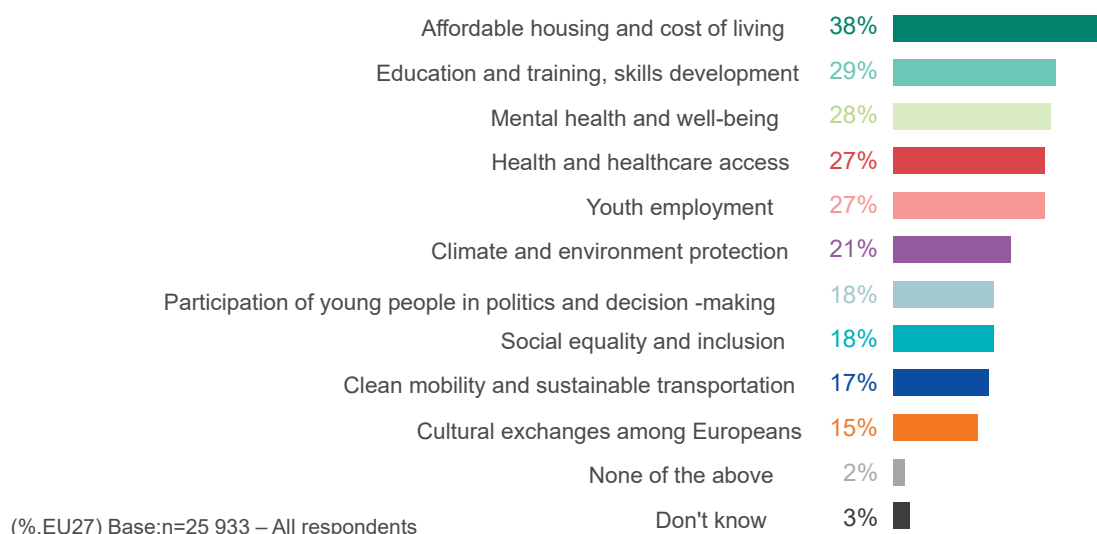 Affordable housing and cost of living 38%
Education and training, skills development 29%
Mental health and well-being 28%
Health and healthcare access 27%
Youth employment 27%
Climate and environment protection 21%
Participation of young people in politics and decision -making 18%
Social equality and inclusion 18%
Clean mobility and sustainable transportation 17%
Cultural exchanges among Europeans 15%
None of the above 2%
Don't know 3%
(%.EU27) Base:n=25 933 – All respondents